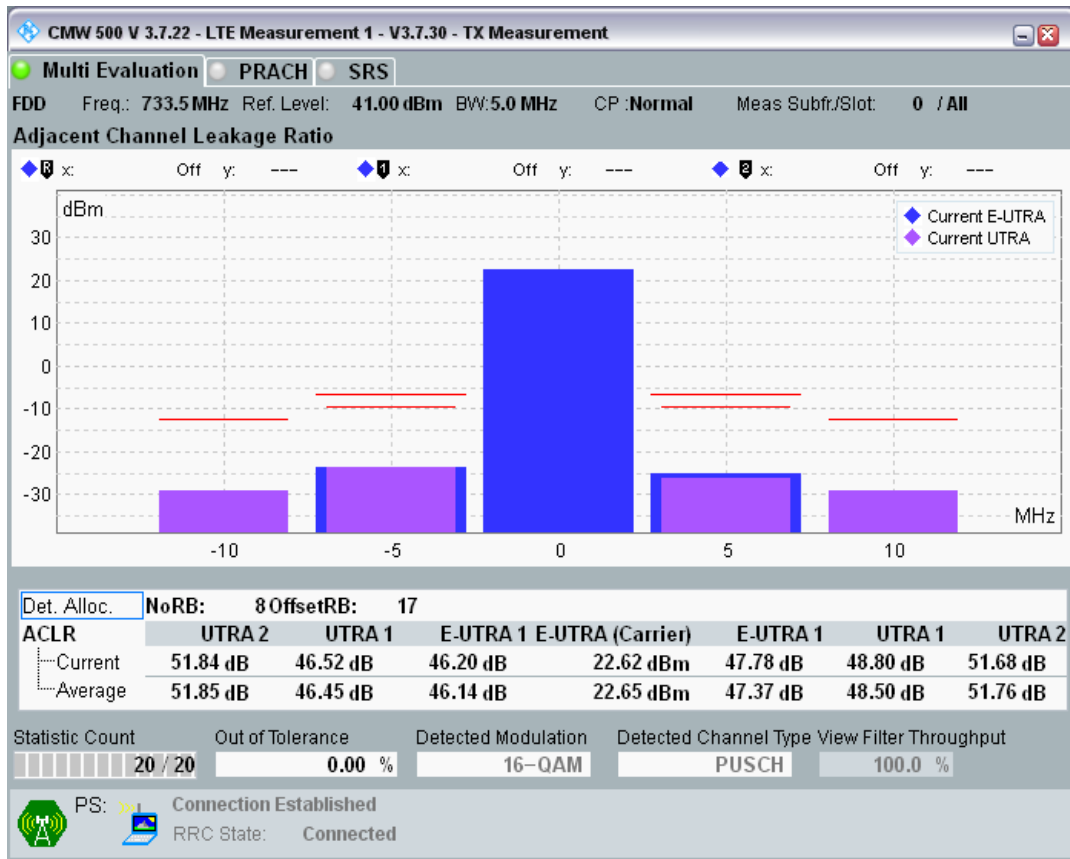 CMW 500 V 3.7.22 - LTE Measurement 1 - V3.7.30 - TX Measurement
Multi Evaluation PRACH SRS
FDD Freq.: 733.5 MHz Ref. Level: 41.00 dBm BW: 5.0 MHz CP :Normal Meas Subfr./Slot: 0 / All
Adjacent Channel Leakage Ratio
R x: Off y: --- 1 x: Off y: --- 2 x: Off y: ---
dBm
Current E-UTRA
Current UTRA
30
20
10
0
-10
-20
-30
MHz
-10 -5 0 5 10
Det. Alloc. NoRB: 8 OffsetRB: 17
ACLR UTRA 2 UTRA 1 E-UTRA 1 E-UTRA (Carrier) E-UTRA 1 UTRA 1 UTRA 2
Current 51.84 dB 46.52 dB 46.20 dB 22.62 dBm 47.78 dB 48.80 dB 51.68 dB
Average 51.85 dB 46.45 dB 46.14 dB 22.65 dBm 47.37 dB 48.50 dB 51.76 dB
Statistic Count Out of Tolerance Detected Modulation Detected Channel Type View Filter Throughput
20 / 20 0.00 % 16-QAM PUSCH 100.0 %
PS: Connection Established
RRC State: Connected